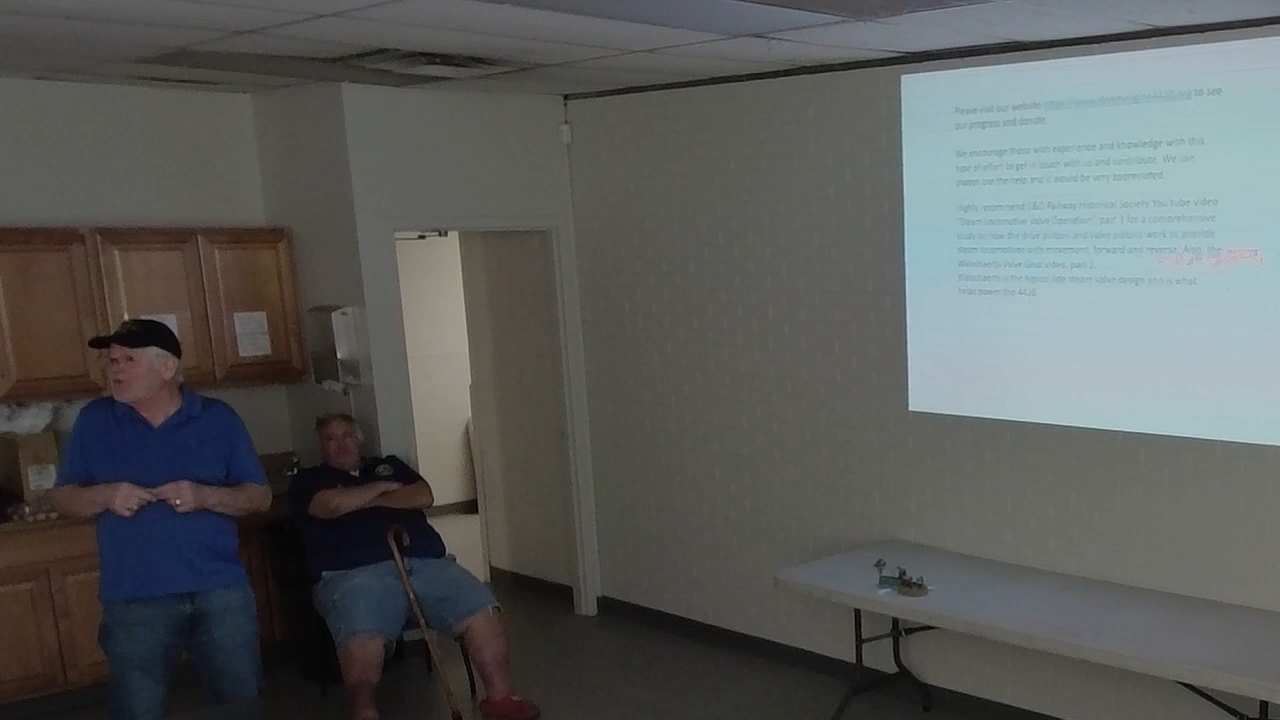 Please visit our website https://www.steamengine4420.org to see
our progress and donate.
We encourage those with experience and knowledge with this
type of effort to get in touch with us and contribute. We can
always use the help and it would be very appreciated
Highly recommend C&O Railway Historical Society You tube video
"Steam Locomotive Valve Operation", part 1 for a comprehensive
study on how the drive pistons and valve pistons work to provide
steam locomotives with movement, forward and reverse. Also, the
Walschaerts Valve Gear video, part 2.
Walschaerts is the typical late steam valve design and is what
helps power the 4420.